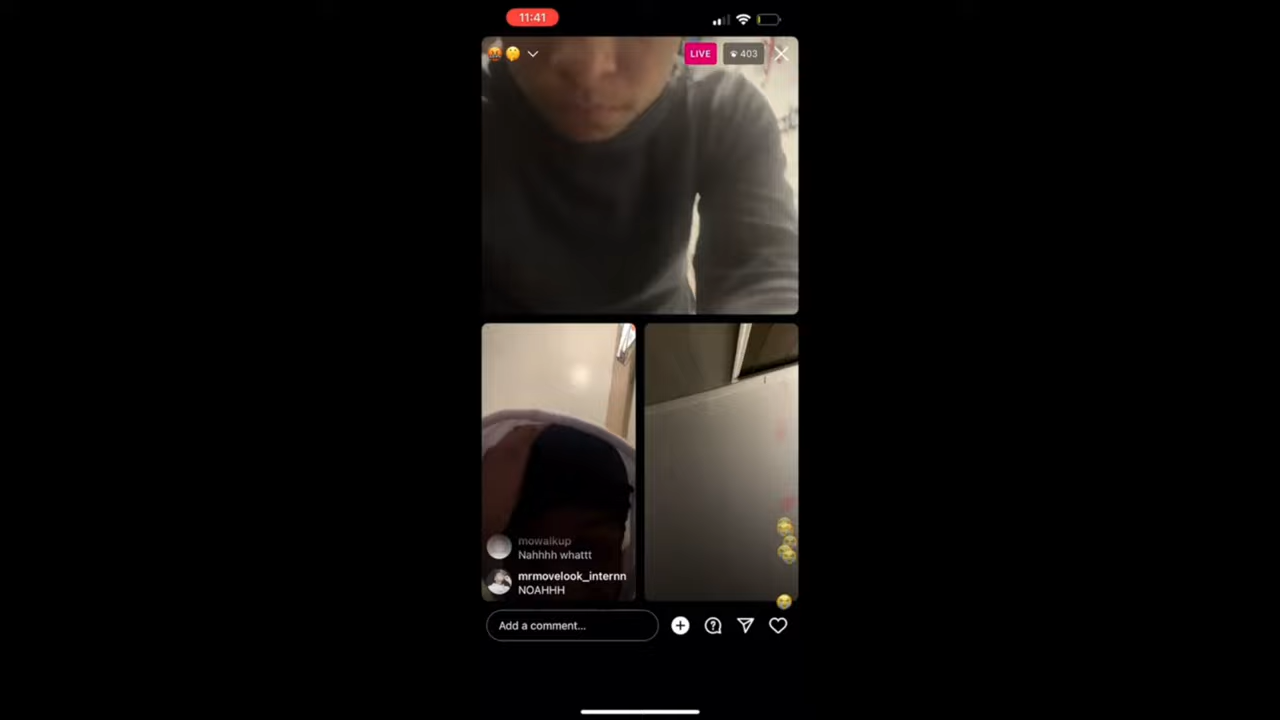 11:41
LIVE
403
mowalkup
Nahhhh whattt
mrmovelook_internn
NOAHHH
Add a comment...